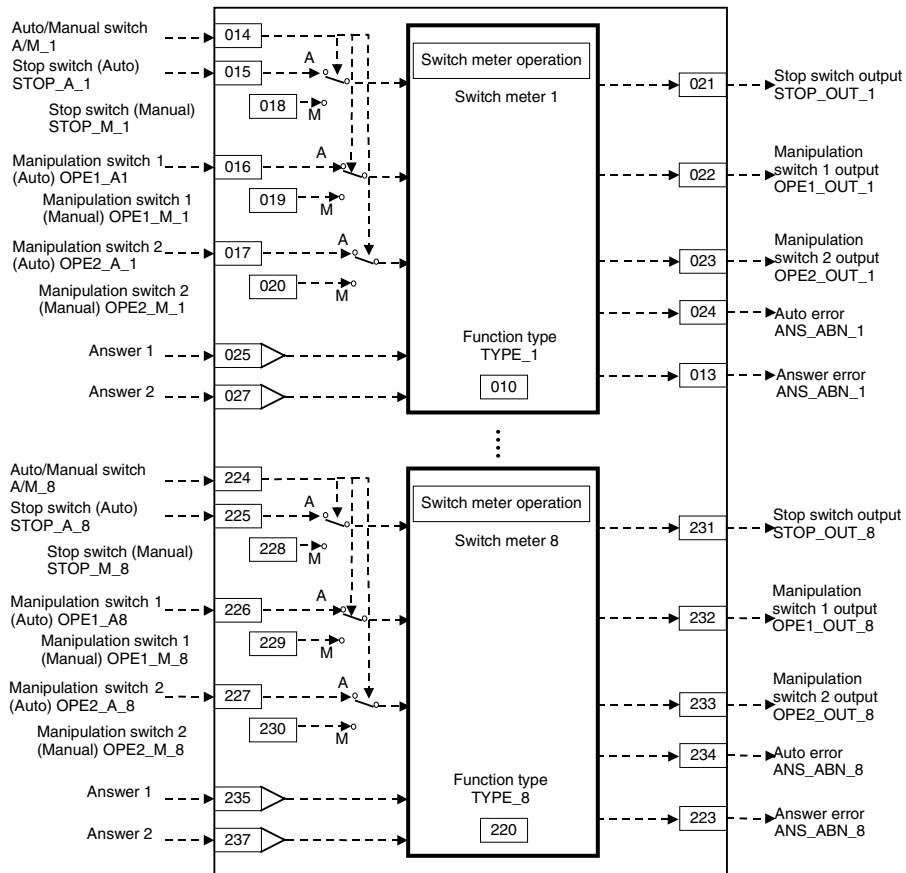 Auto/Manual switch
A/M_1
014
Stop switch (Auto)
STOP_A_1
015
A
Stop switch (Manual)
STOP_M_1
018
M
Manipulation switch 1
(Auto) OPE1_A1
016
A
Manipulation switch 1
(Manual) OPE1_M_1
019
M
Manipulation switch 2
(Auto) OPE2_A_1
017
A
Manipulation switch 2
(Manual) OPE2_M_1
020
M
Answer 1
025
Answer 2
027
Switch meter operation
Switch meter 1
Function type
TYPE_1
010
021
Stop switch output
STOP_OUT_1
022
Manipulation
switch 1 output
OPE1_OUT_1
023
Manipulation
switch 2 output
OPE2_OUT_1
024
Auto error
ANS_ABN_1
013
Answer error
ANS_ABN_1
Auto/Manual switch
A/M_8
224
Stop switch (Auto)
STOP_A_8
225
A
Stop switch (Manual)
STOP_M_8
228
M
Manipulation switch 1
(Auto) OPE1_A8
226
A
Manipulation switch 1
(Manual) OPE1_M_8
229
M
Manipulation switch 2
(Auto) OPE2_A_8
227
A
Manipulation switch 2
(Manual) OPE2_M_8
230
M
Answer 1
235
Answer 2
237
Switch meter operation
Switch meter 8
Function type
TYPE_8
220
231
Stop switch output
STOP_OUT_8
232
Manipulation
switch 1 output
OPE1_OUT_8
233
Manipulation
switch 2 output
OPE2_OUT_8
234
Auto error
ANS_ABN_8
223
Answer error
ANS_ABN_8